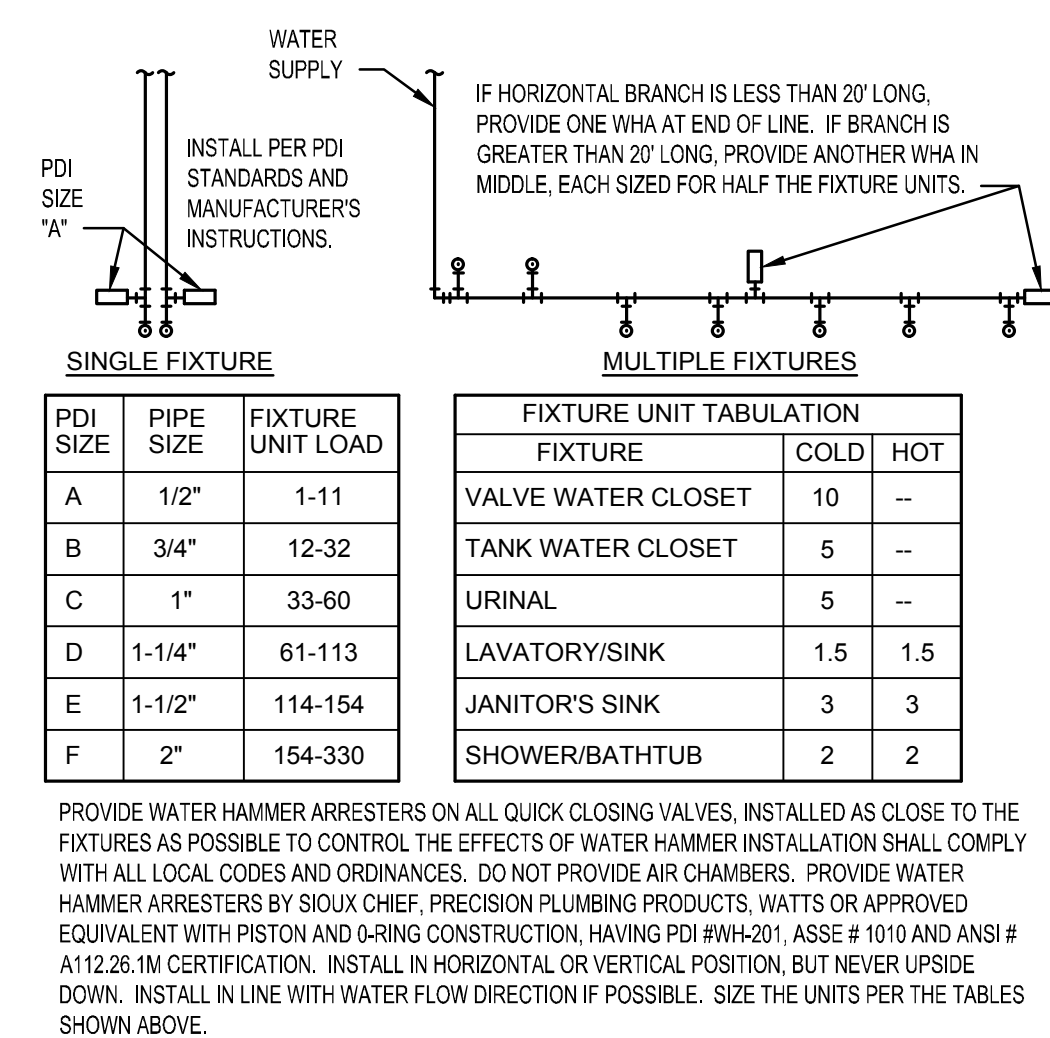 WATER
SUPPLY
IF HORIZONTAL BRANCH IS LESS THAN 20' LONG,
PROVIDE ONE WHA AT END OF LINE.  IF BRANCH IS
GREATER THAN 20' LONG, PROVIDE ANOTHER WHA IN
MIDDLE, EACH SIZED FOR HALF THE FIXTURE UNITS.
PDI
SIZE
"A"
INSTALL PER PDI
STANDARDS AND
MANUFACTURER'S
INSTRUCTIONS.
SINGLE FIXTURE
MULTIPLE FIXTURES
PDI SIZE PIPE SIZE FIXTURE UNIT LOAD
A 1/2" 1-11
B 3/4" 12-32
C 1" 33-60
D 1-1/4" 61-113
E 1-1/2" 114-154
F 2" 154-330
FIXTURE UNIT TABULATION
FIXTURE COLD HOT
VALVE WATER CLOSET 10 --
TANK WATER CLOSET 5 --
URINAL 5 --
LAVATORY/SINK 1.5 1.5
JANITOR'S SINK 3 3
SHOWER/BATHTUB 2 2
PROVIDE WATER HAMMER ARRESTERS ON ALL QUICK CLOSING VALVES, INSTALLED AS CLOSE TO THE
FIXTURES AS POSSIBLE TO CONTROL THE EFFECTS OF WATER HAMMER INSTALLATION SHALL COMPLY
WITH ALL LOCAL CODES AND ORDINANCES.  DO NOT PROVIDE AIR CHAMBERS.  PROVIDE WATER
HAMMER ARRESTERS BY SIOUX CHIEF, PRECISION PLUMBING PRODUCTS, WATTS OR APPROVED
EQUIVALENT WITH PISTON AND 0-RING CONSTRUCTION, HAVING PDI #WH-201, ASSE # 1010 AND ANSI #
A112.26.1M CERTIFICATION.  INSTALL IN HORIZONTAL OR VERTICAL POSITION, BUT NEVER UPSIDE
DOWN.  INSTALL IN LINE WITH WATER FLOW DIRECTION IF POSSIBLE.  SIZE THE UNITS PER THE TABLES
SHOWN ABOVE.